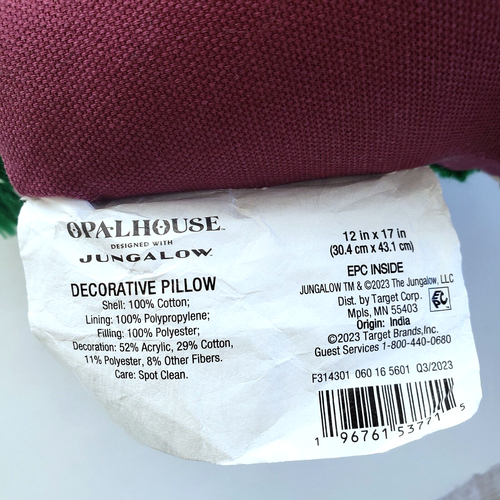 OPALHOUSE™
DESIGNED WITH
JUNGALOW™
DECORATIVE PILLOW
Shell: 100% Cotton;
Lining: 100% Polypropylene;
Filling: 100% Polyester;
Decoration: 52% Acrylic, 29% Cotton,
11% Polyester, 8% Other Fibers.
Care: Spot Clean.
12 in x 17 in
(30.4 cm x 43.1 cm)
EPC INSIDE
JUNGALOW TM & ©2023 The Jungalow, LLC
Dist. by Target Corp.
Mpls, MN 55403
Origin: India
©2023 Target Brands,Inc.
Guest Services 1-800-440-0680
F314301 060 16 5601 Q3/2023
1 96761 53771 5